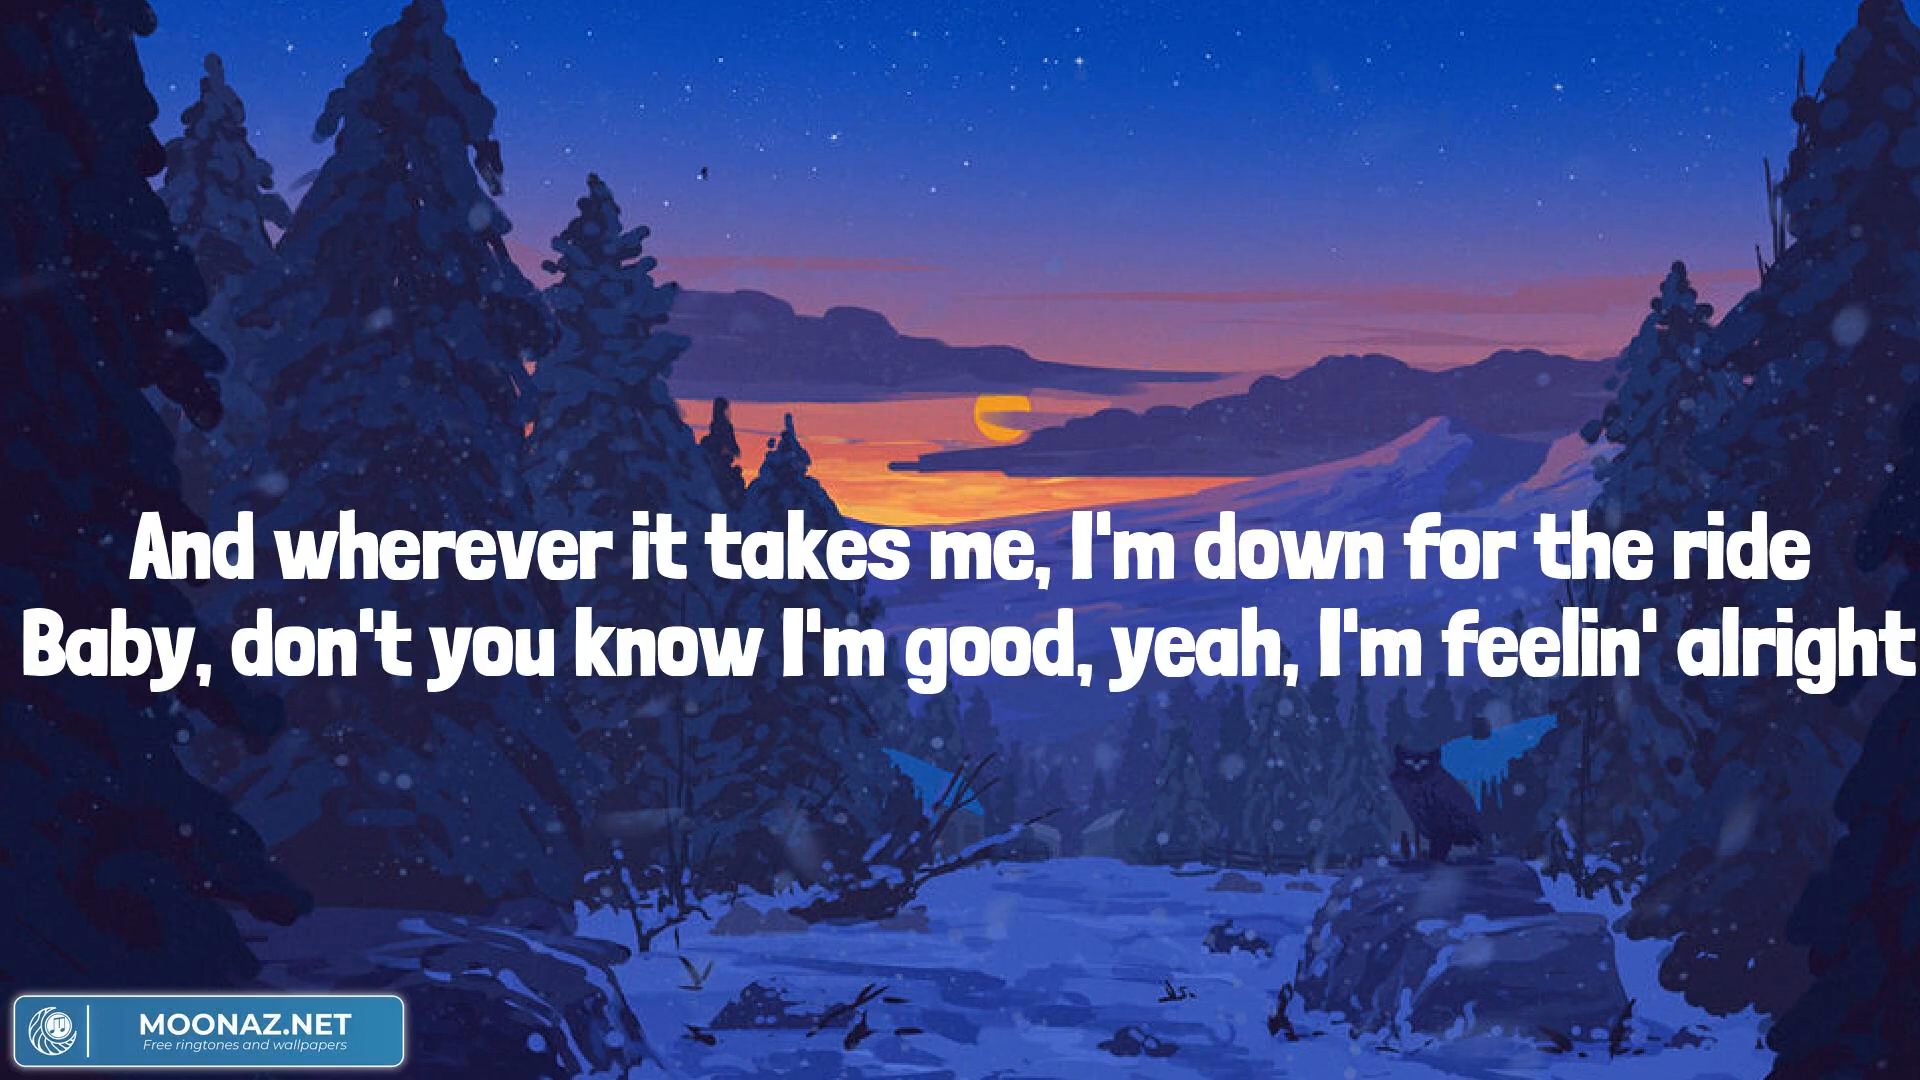 And wherever it takes me, I'm down for the ride
Baby, don't you know I'm good, yeah, I'm feelin' alright
MOONAZ.NET
Free ringtones and wallpapers